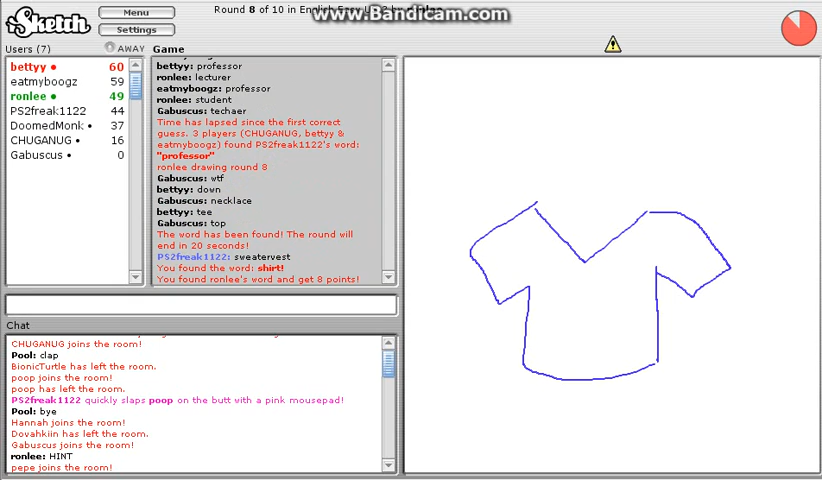 iSketch
Menu
Settings
Round 8 of 10 in English Easy
www.Bandicam.com
Users (7)
AWAY
Game
bettyy • 60
eatmyboogz 59
ronlee • 49
PS2freak1122 44
DoomedMonk • 37
CHUGANUG • 16
Gabuscus • 0
bettyy: professor
ronlee: lecturer
eatmyboogz: professor
ronlee: student
Gabuscus: techaer
Time has lapsed since the first correct
guess. 3 players (CHUGANUG, bettyy &
eatmyboogz) found PS2freak1122's word:
"professor"
ronlee drawing round 8
Gabuscus: wtf
bettyy: down
Gabuscus: necklace
bettyy: tee
Gabuscus: top
The word has been found! The round will
end in 20 seconds!
PS2freak1122: sweatervest
You found the word: shirt!
You found ronlee's word and get 8 points!
Chat
CHUGANUG joins the room!
Pool: clap
BionicTurtle has left the room.
poop joins the room!
poop has left the room.
PS2freak1122 quickly slaps poop on the butt with a pink mousepad!
Pool: bye
Hannah joins the room!
Dovahkiin has left the room.
Gabuscus joins the room!
ronlee: HINT
pepe joins the room!